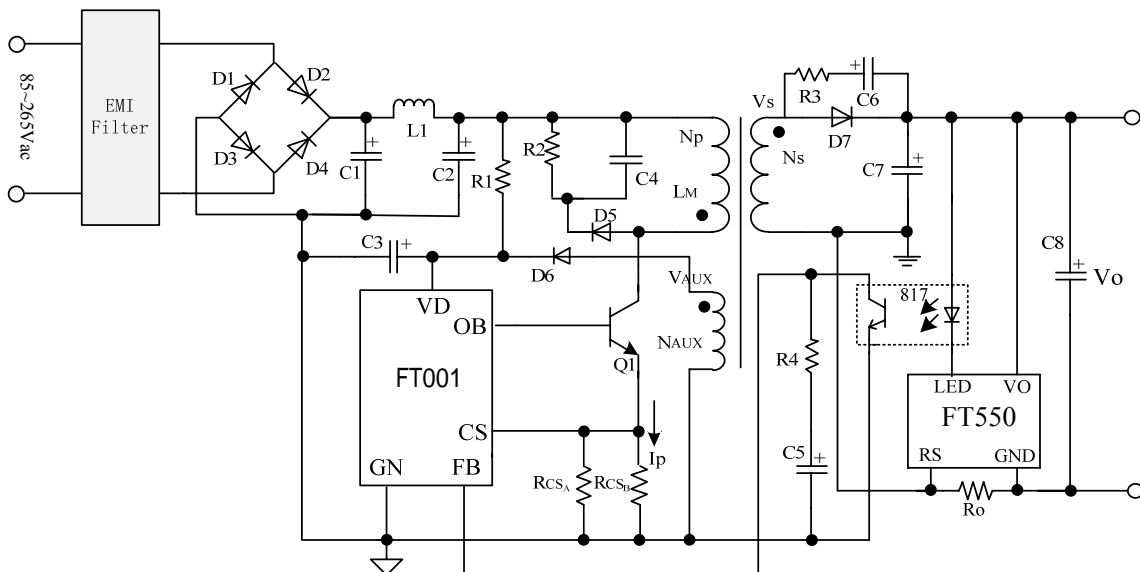 85~265Vac
EMI
Filter
D1
D2
D3
D4
C1
L1
C2
R1
R2
C4
Np
LM
D5
Vs
Ns
R3
C6
D7
C7
C8
Vo
C3
D6
VAUX
NAUX
VD
OB
FT001
CS
GN
FB
Q1
Ip
RCSA
RCSB
R4
C5
817
LED
VO
FT550
RS
GND
Ro